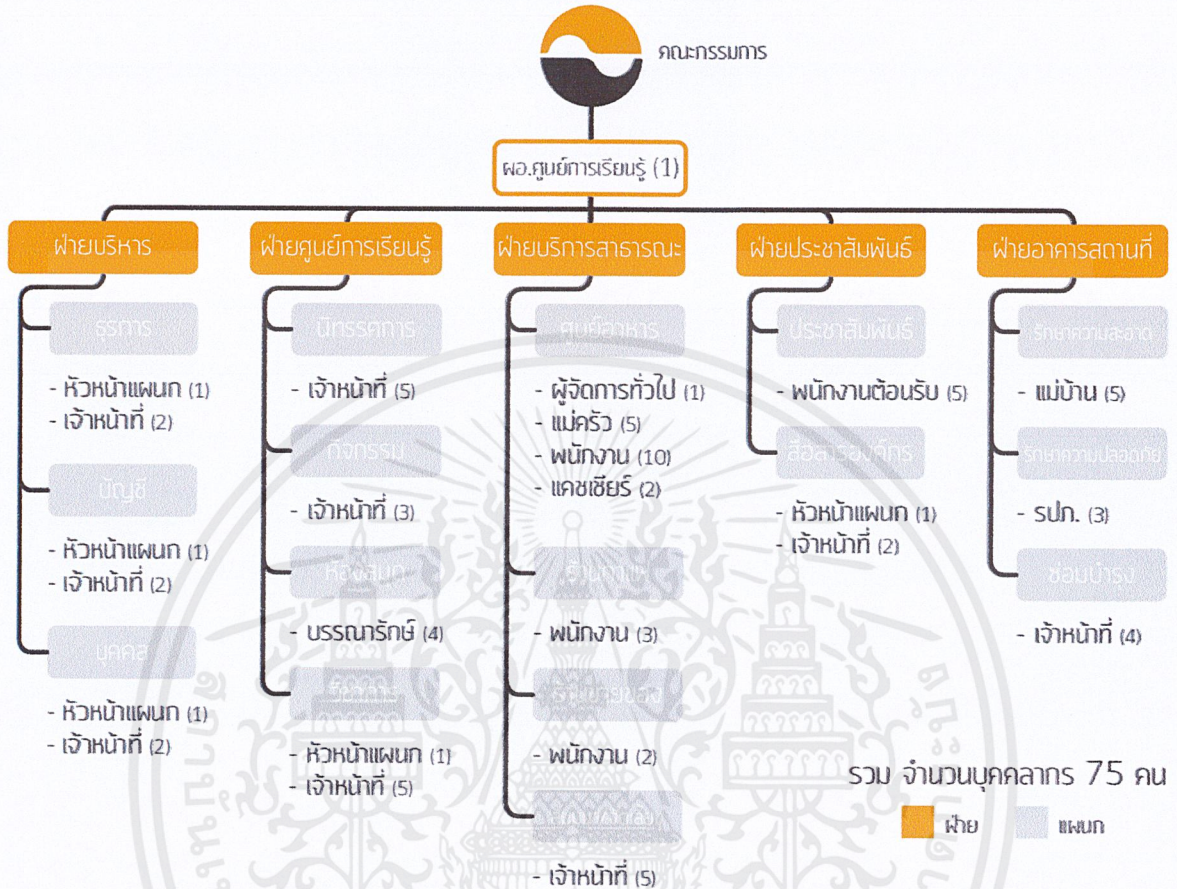 คณะกรรมการ
ผอ.ศูนย์การเรียนรู้ (1)
ฝ่ายบริหาร
ธุรการ
- หัวหน้าแผนก (1)
- เจ้าหน้าที่ (2)
บัญชี
- หัวหน้าแผนก (1)
- เจ้าหน้าที่ (2)
บุคคล
- หัวหน้าแผนก (1)
- เจ้าหน้าที่ (2)
ฝ่ายศูนย์การเรียนรู้
นิทรรศการ
- เจ้าหน้าที่ (5)
กิจกรรม
- เจ้าหน้าที่ (3)
ห้องสมุด
- บรรณารักษ์ (4)
วิชาการ
- หัวหน้าแผนก (1)
- เจ้าหน้าที่ (5)
ฝ่ายบริการสาธารณะ
ศูนย์อาหาร
- ผู้จัดการทั่วไป (1)
- แม่ครัว (5)
- พนักงาน (10)
- แคชเชียร์ (2)
ร้านกาแฟ
- พนักงาน (3)
- พนักงาน (2)
- เจ้าหน้าที่ (5)
ฝ่ายประชาสัมพันธ์
ประชาสัมพันธ์
- พนักงานต้อนรับ (5)
สื่อสารองค์กร
- หัวหน้าแผนก (1)
- เจ้าหน้าที่ (2)
ฝ่ายอาคารสถานที่
รักษาความสะอาด
- แม่บ้าน (5)
รักษาความปลอดภัย
- รปภ. (3)
ซ่อมบำรุง
- เจ้าหน้าที่ (4)
รวม จำนวนบุคคลากร 75 คน
ฝ่าย
แผนก